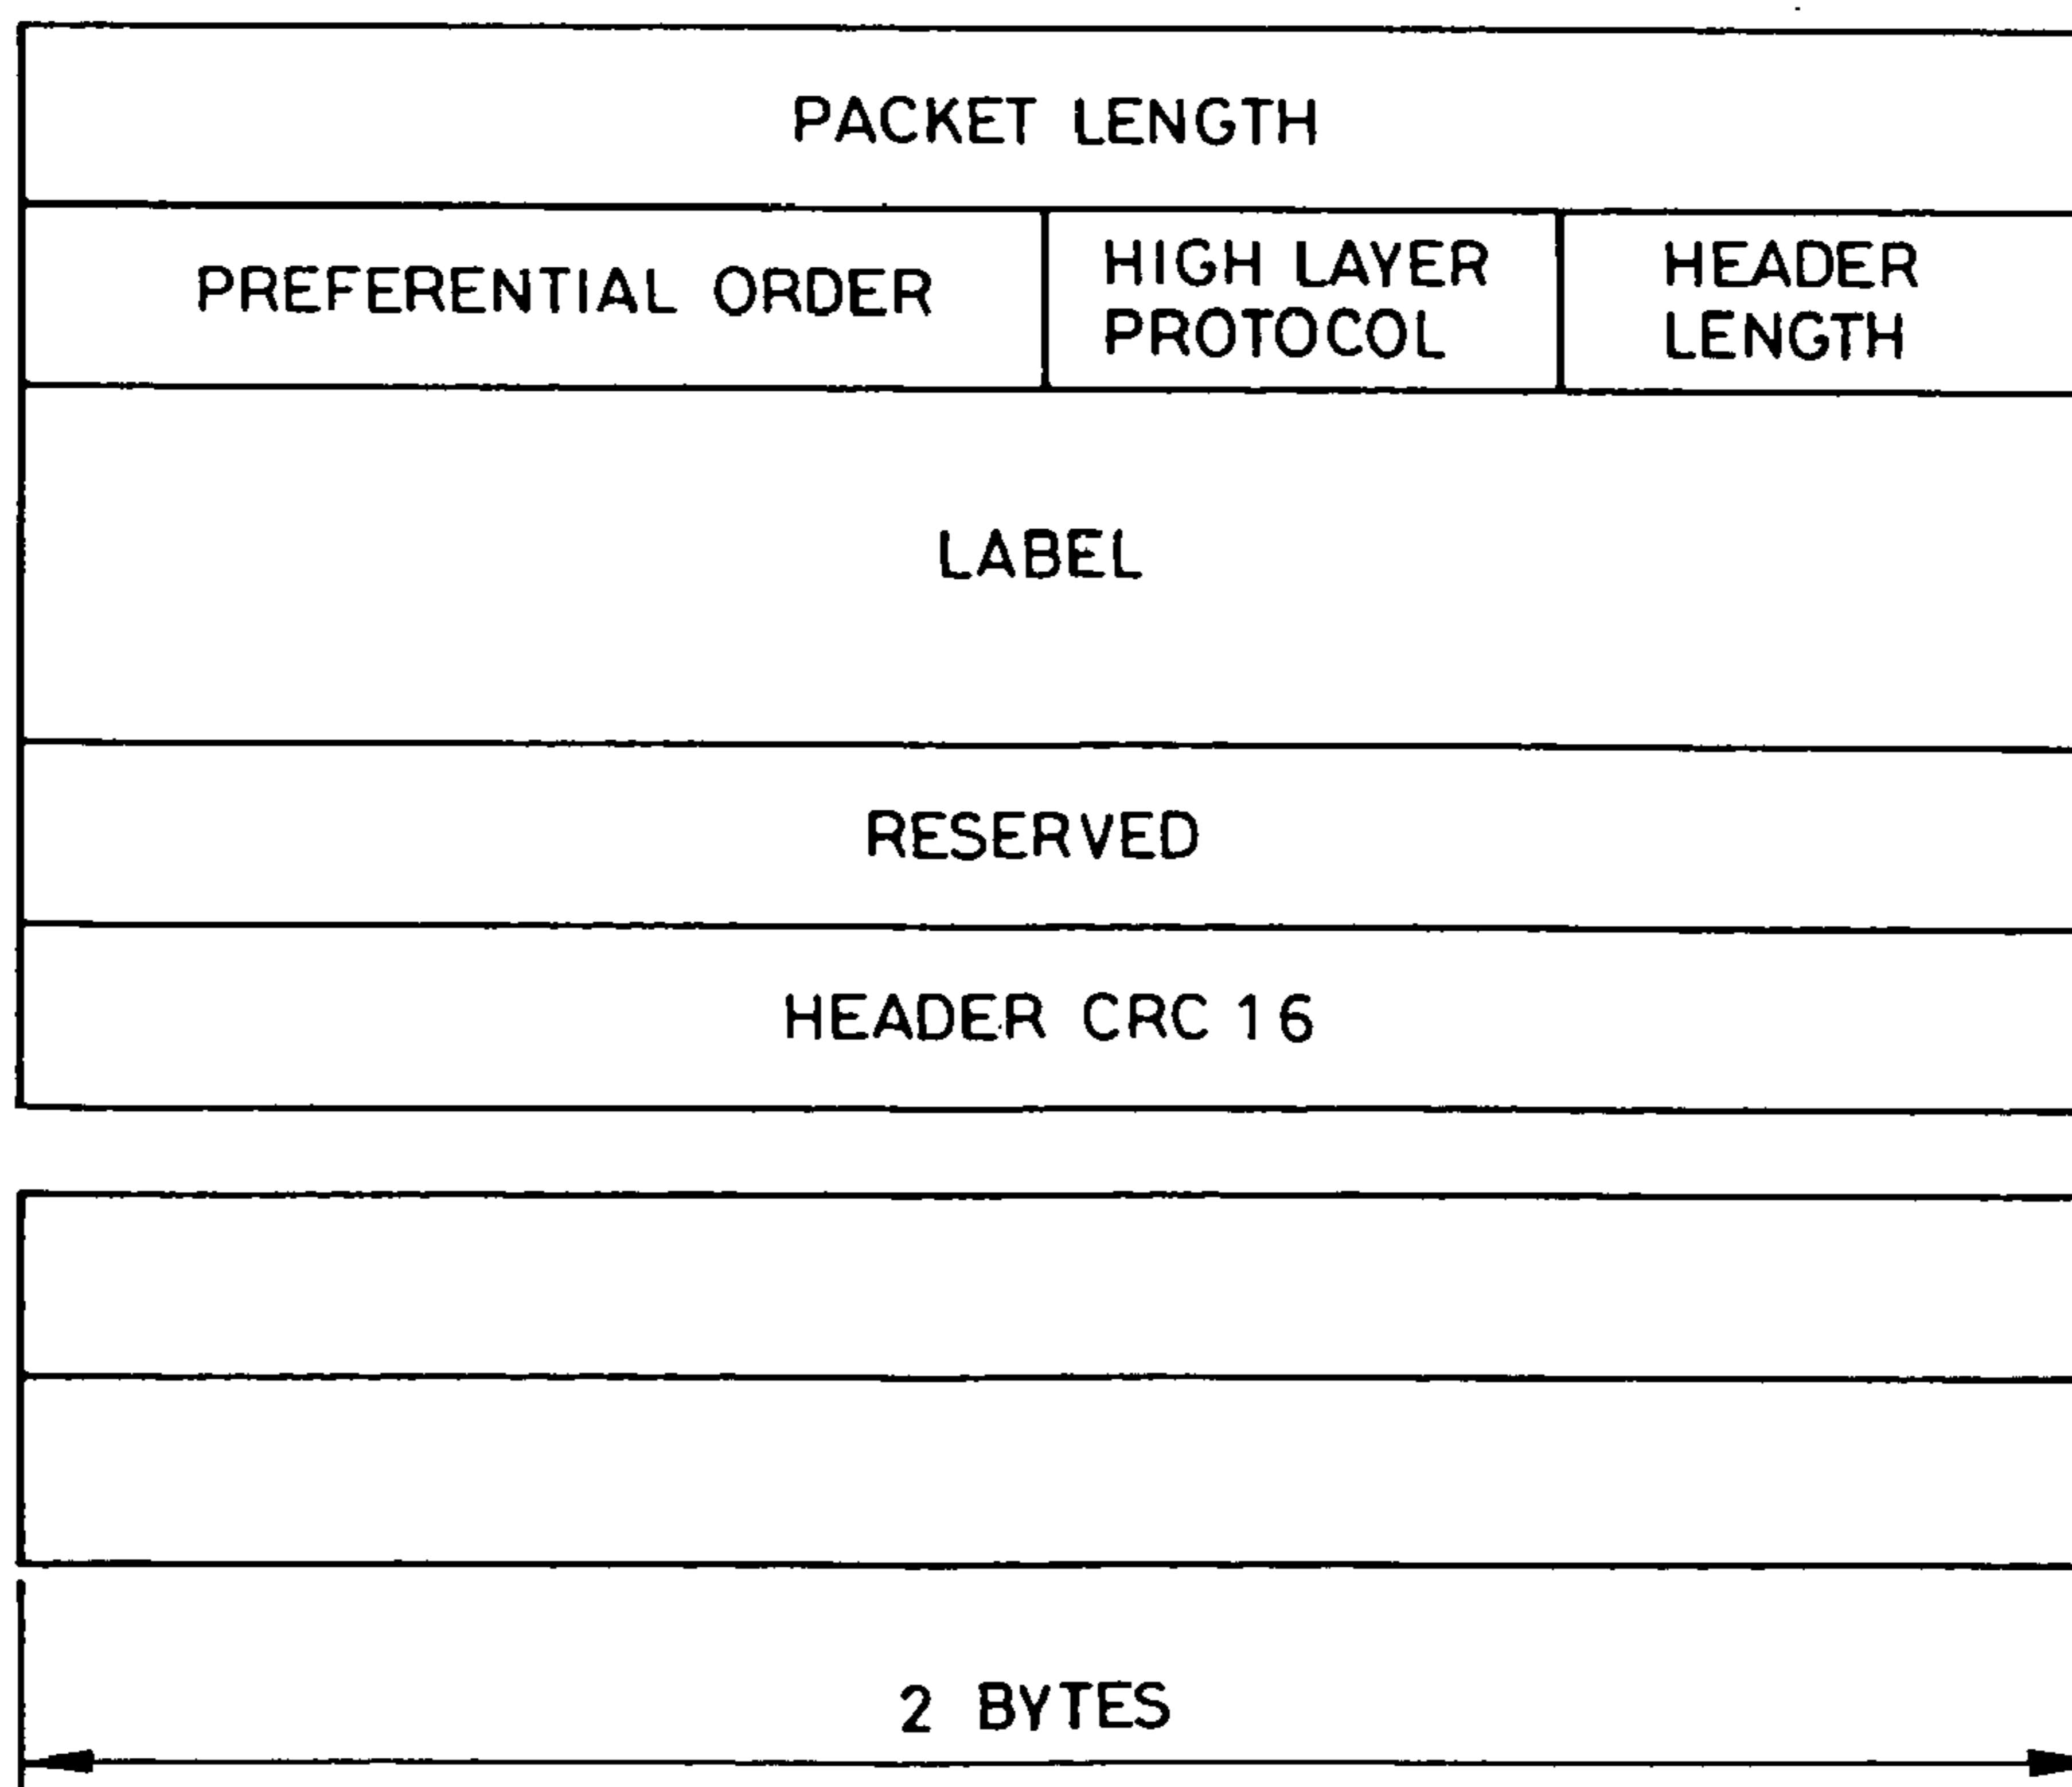 PACKET LENGTH
PREFERENTIAL ORDER
HIGH LAYER
PROTOCOL
HEADER
LENGTH
LABEL
RESERVED
HEADER CRC 16
2 BYTES